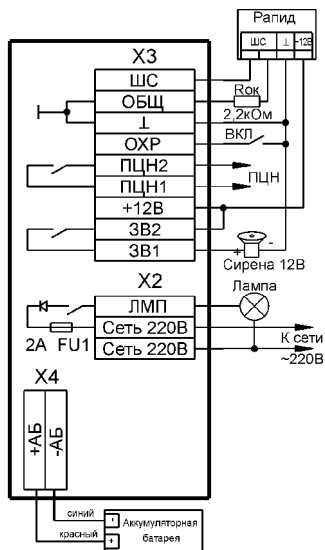 Рапид
ШС ⊥ -12В
X3
ШС
ОБЩ
⊥
ОХР
ПЦН2
ПЦН1
+12В
ЗВ2
ЗВ1
Rок
2,2кОм
ВКЛ
ПЦН
+ -
Сирена 12В
X2
ЛМП
Сеть 220В
Сеть 220В
Лампа
К сети
~220В
2А FU1
X4
+АБ
-АБ
синий
красный
-
+
Аккумуляторная
батарея